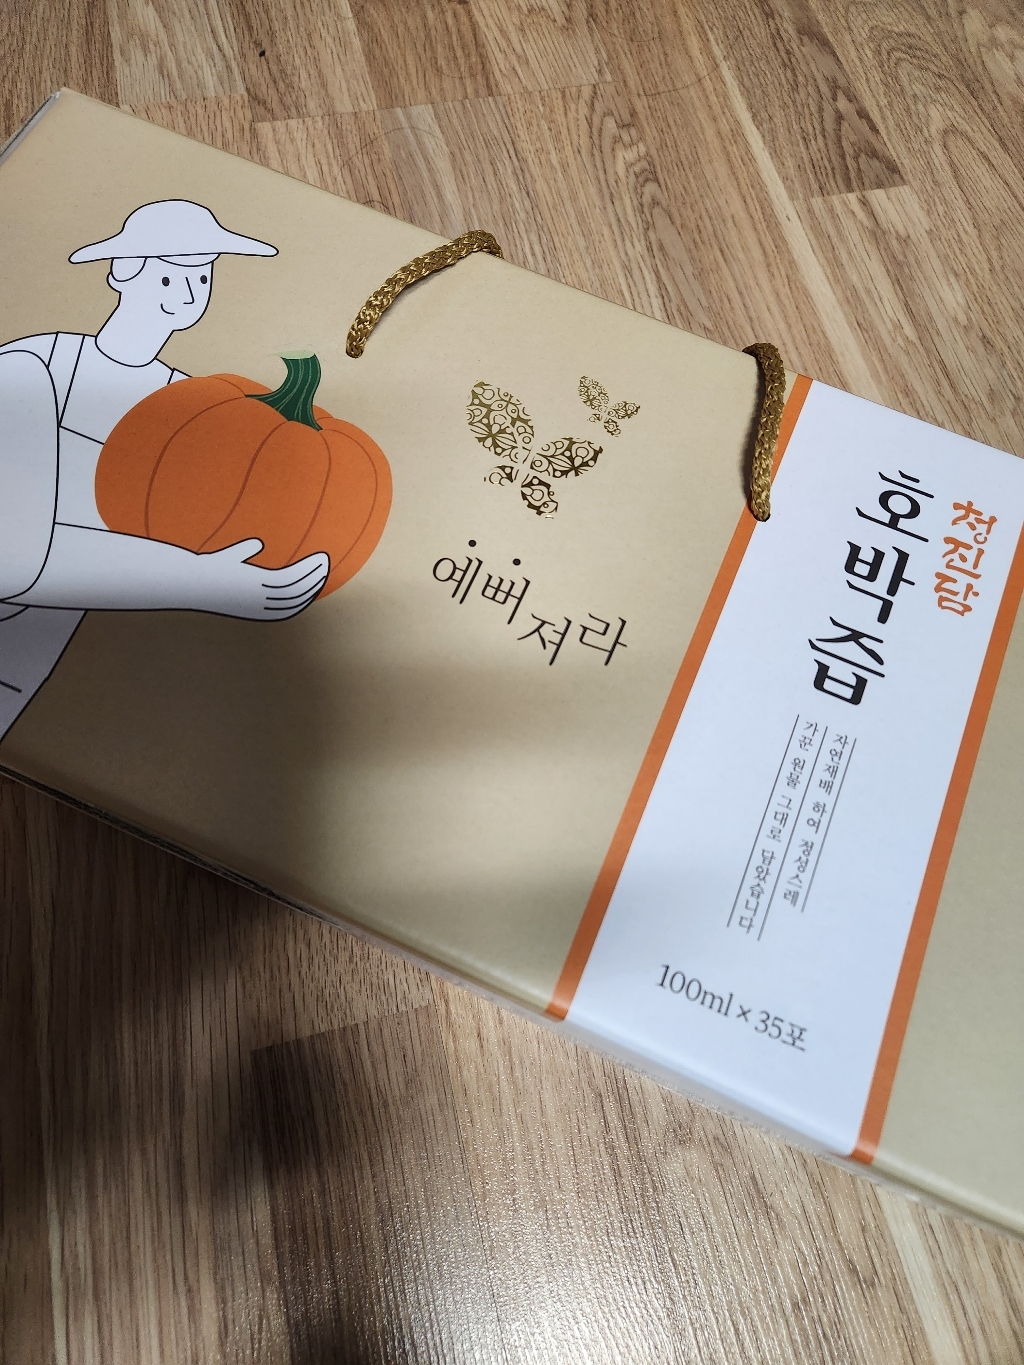 예뻐져라
청진담
호박즙
자연재배 하여 정성스레
가꾼 원물 그대로 담았습니다
100ml × 35포